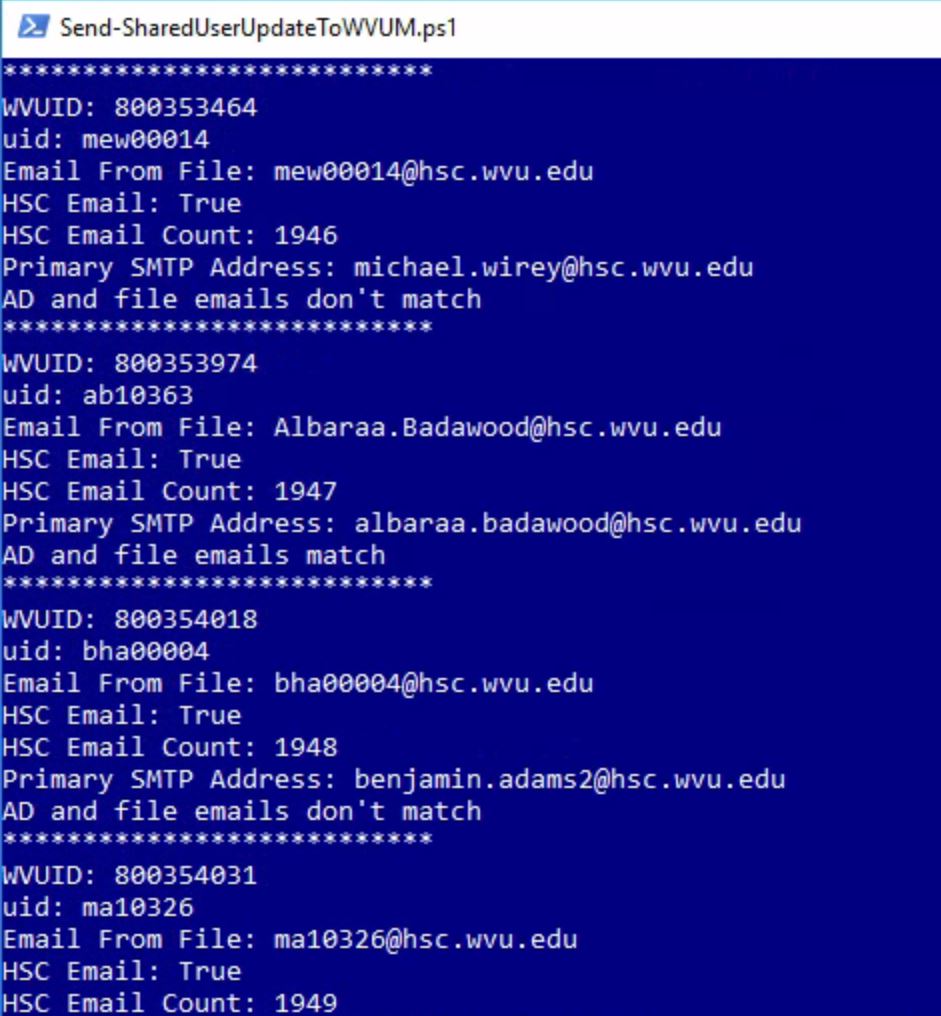 Send-SharedUserUpdateToWVUM.ps1
***************************
WVUID: 800353464
uid: mew00014
Email From File: mew00014@hsc.wvu.edu
HSC Email: True
HSC Email Count: 1946
Primary SMTP Address: michael.wirey@hsc.wvu.edu
AD and file emails don't match
***************************
WVUID: 800353974
uid: ab10363
Email From File: Albaraa.Badawood@hsc.wvu.edu
HSC Email: True
HSC Email Count: 1947
Primary SMTP Address: albaraa.badawood@hsc.wvu.edu
AD and file emails match
***************************
WVUID: 800354018
uid: bha00004
Email From File: bha00004@hsc.wvu.edu
HSC Email: True
HSC Email Count: 1948
Primary SMTP Address: benjamin.adams2@hsc.wvu.edu
AD and file emails don't match
***************************
WVUID: 800354031
uid: ma10326
Email From File: ma10326@hsc.wvu.edu
HSC Email: True
HSC Email Count: 1949